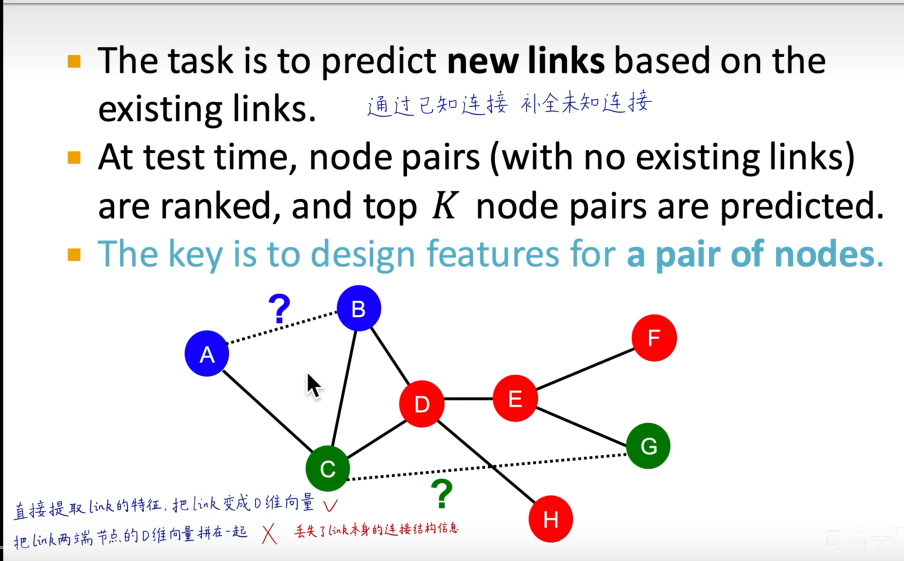 The task is to predict new links based on the
existing links. 通过已知连接 补全未知连接
At test time, node pairs (with no existing links)
are ranked, and top K node pairs are predicted.
The key is to design features for a pair of nodes.
?
B
A
F
D
E
G
C
?
H
直接提取link的特征,把link变成D维向量 ✓
把link两端节点的D维向量拼在一起 ✗ 丢失了link本身的连接结构信息